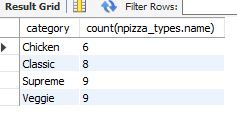 Result Grid Filter Rows:
category count(npizza_types.name)
Chicken 6
Classic 8
Supreme 9
Veggie 9